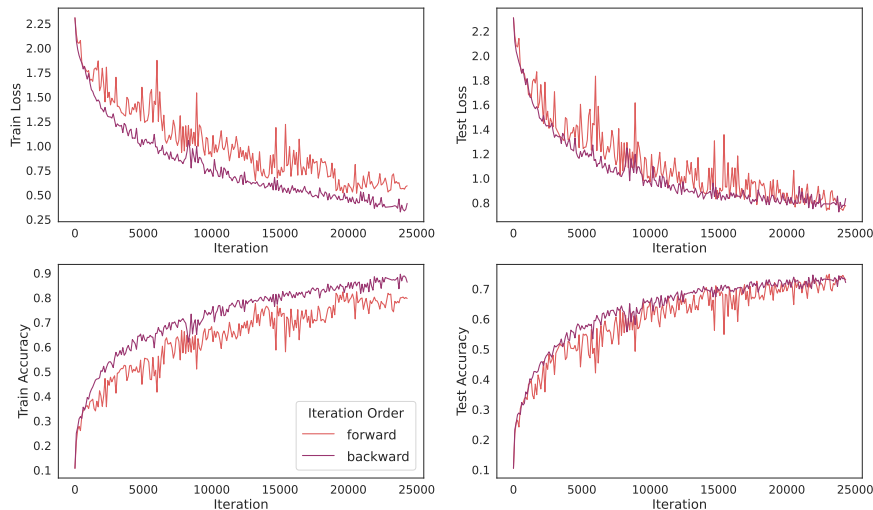 Train Loss
2.25
2.00
1.75
1.50
1.25
1.00
0.75
0.50
0.25
0 5000 10000 15000 20000 25000
Iteration
Test Loss
2.2
2.0
1.8
1.6
1.4
1.2
1.0
0.8
0 5000 10000 15000 20000 25000
Iteration
Train Accuracy
0.9
0.8
0.7
0.6
0.5
0.4
0.3
0.2
0.1
0 5000 10000 15000 20000 25000
Iteration
Iteration Order
forward
backward
Test Accuracy
0.7
0.6
0.5
0.4
0.3
0.2
0.1
0 5000 10000 15000 20000 25000
Iteration